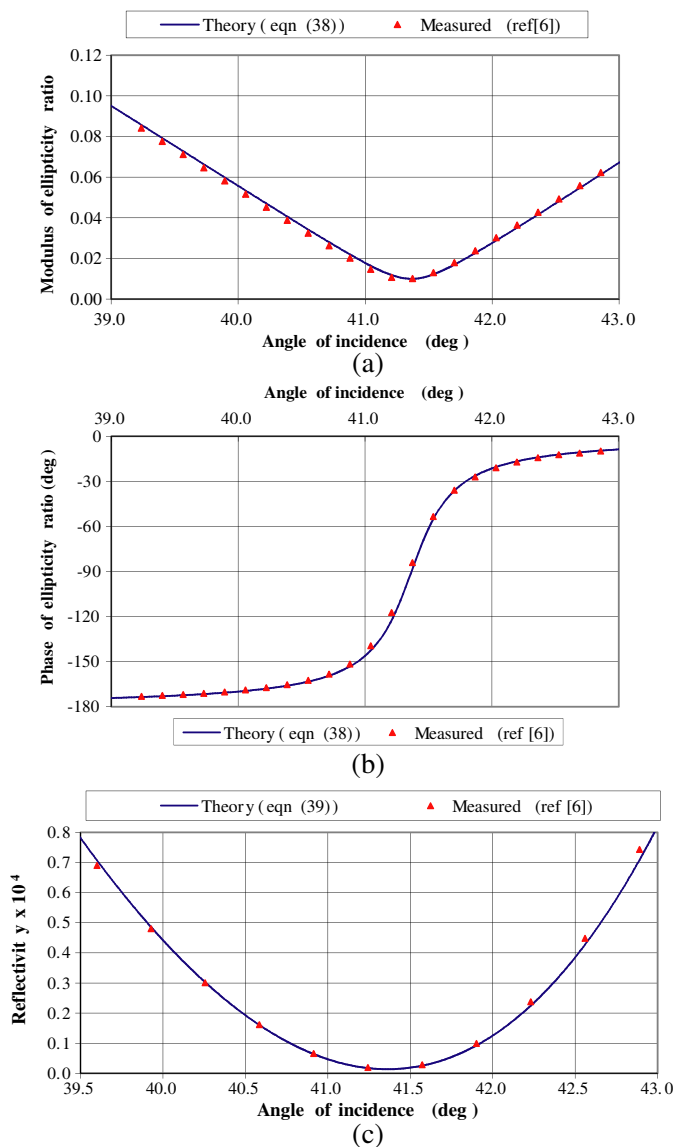 Theory ( eqn (38)) Measured (ref[6])
0.12
0.10
0.08
0.06
0.04
0.02
0.00
Modulus of ellipticity ratio
39.0 40.0 41.0 42.0 43.0
Angle of incidence (deg )
(a)
Angle of incidence (deg )
39.0 40.0 41.0 42.0 43.0
0
-30
-60
-90
-120
-150
-180
Phase of ellipticity ratio (deg)
Theory ( eqn (38)) Measured (ref [6])
(b)
Theory ( eqn (39)) Measured (ref [6])
0.8
0.7
0.6
0.5
0.4
0.3
0.2
0.1
0.0
Reflectivit y x 10^4
39.5 40.0 40.5 41.0 41.5 42.0 42.5 43.0
Angle of incidence (deg )
(c)